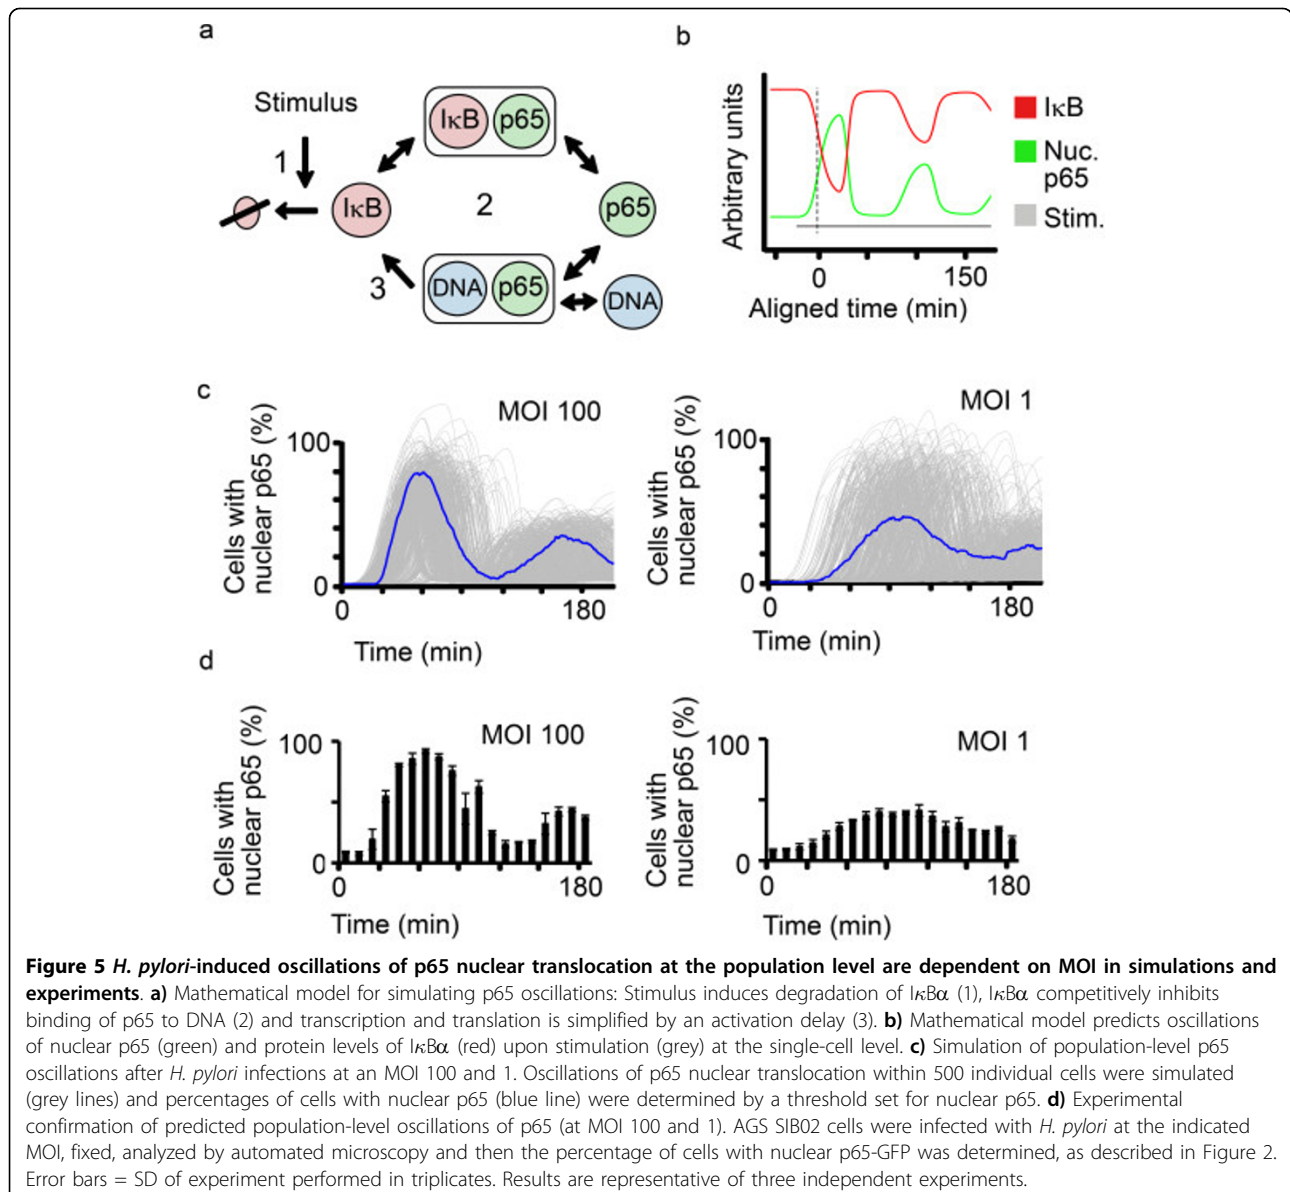 a
Stimulus
1
IκB
p65
IκB
2
p65
3
DNA
p65
DNA
b
Arbitrary units
0
150
Aligned time (min)
IκB
Nuc.
p65
Stim.
c
Cells with
nuclear p65 (%)
MOI 100
100
0
0
180
Time (min)
Cells with
nuclear p65 (%)
MOI 1
100
0
0
180
Time (min)
d
Cells with
nuclear p65 (%)
MOI 100
100
0
0
180
Time (min)
Cells with
nuclear p65 (%)
MOI 1
100
0
0
180
Time (min)
Figure 5 H. pylori-induced oscillations of p65 nuclear translocation at the population level are dependent on MOI in simulations and
experiments. a) Mathematical model for simulating p65 oscillations: Stimulus induces degradation of IκBα (1), IκBα competitively inhibits
binding of p65 to DNA (2) and transcription and translation is simplified by an activation delay (3). b) Mathematical model predicts oscillations
of nuclear p65 (green) and protein levels of IκBα (red) upon stimulation (grey) at the single-cell level. c) Simulation of population-level p65
oscillations after H. pylori infections at an MOI 100 and 1. Oscillations of p65 nuclear translocation within 500 individual cells were simulated
(grey lines) and percentages of cells with nuclear p65 (blue line) were determined by a threshold set for nuclear p65. d) Experimental
confirmation of predicted population-level oscillations of p65 (at MOI 100 and 1). AGS SIB02 cells were infected with H. pylori at the indicated
MOI, fixed, analyzed by automated microscopy and then the percentage of cells with nuclear p65-GFP was determined, as described in Figure 2.
Error bars = SD of experiment performed in triplicates. Results are representative of three independent experiments.